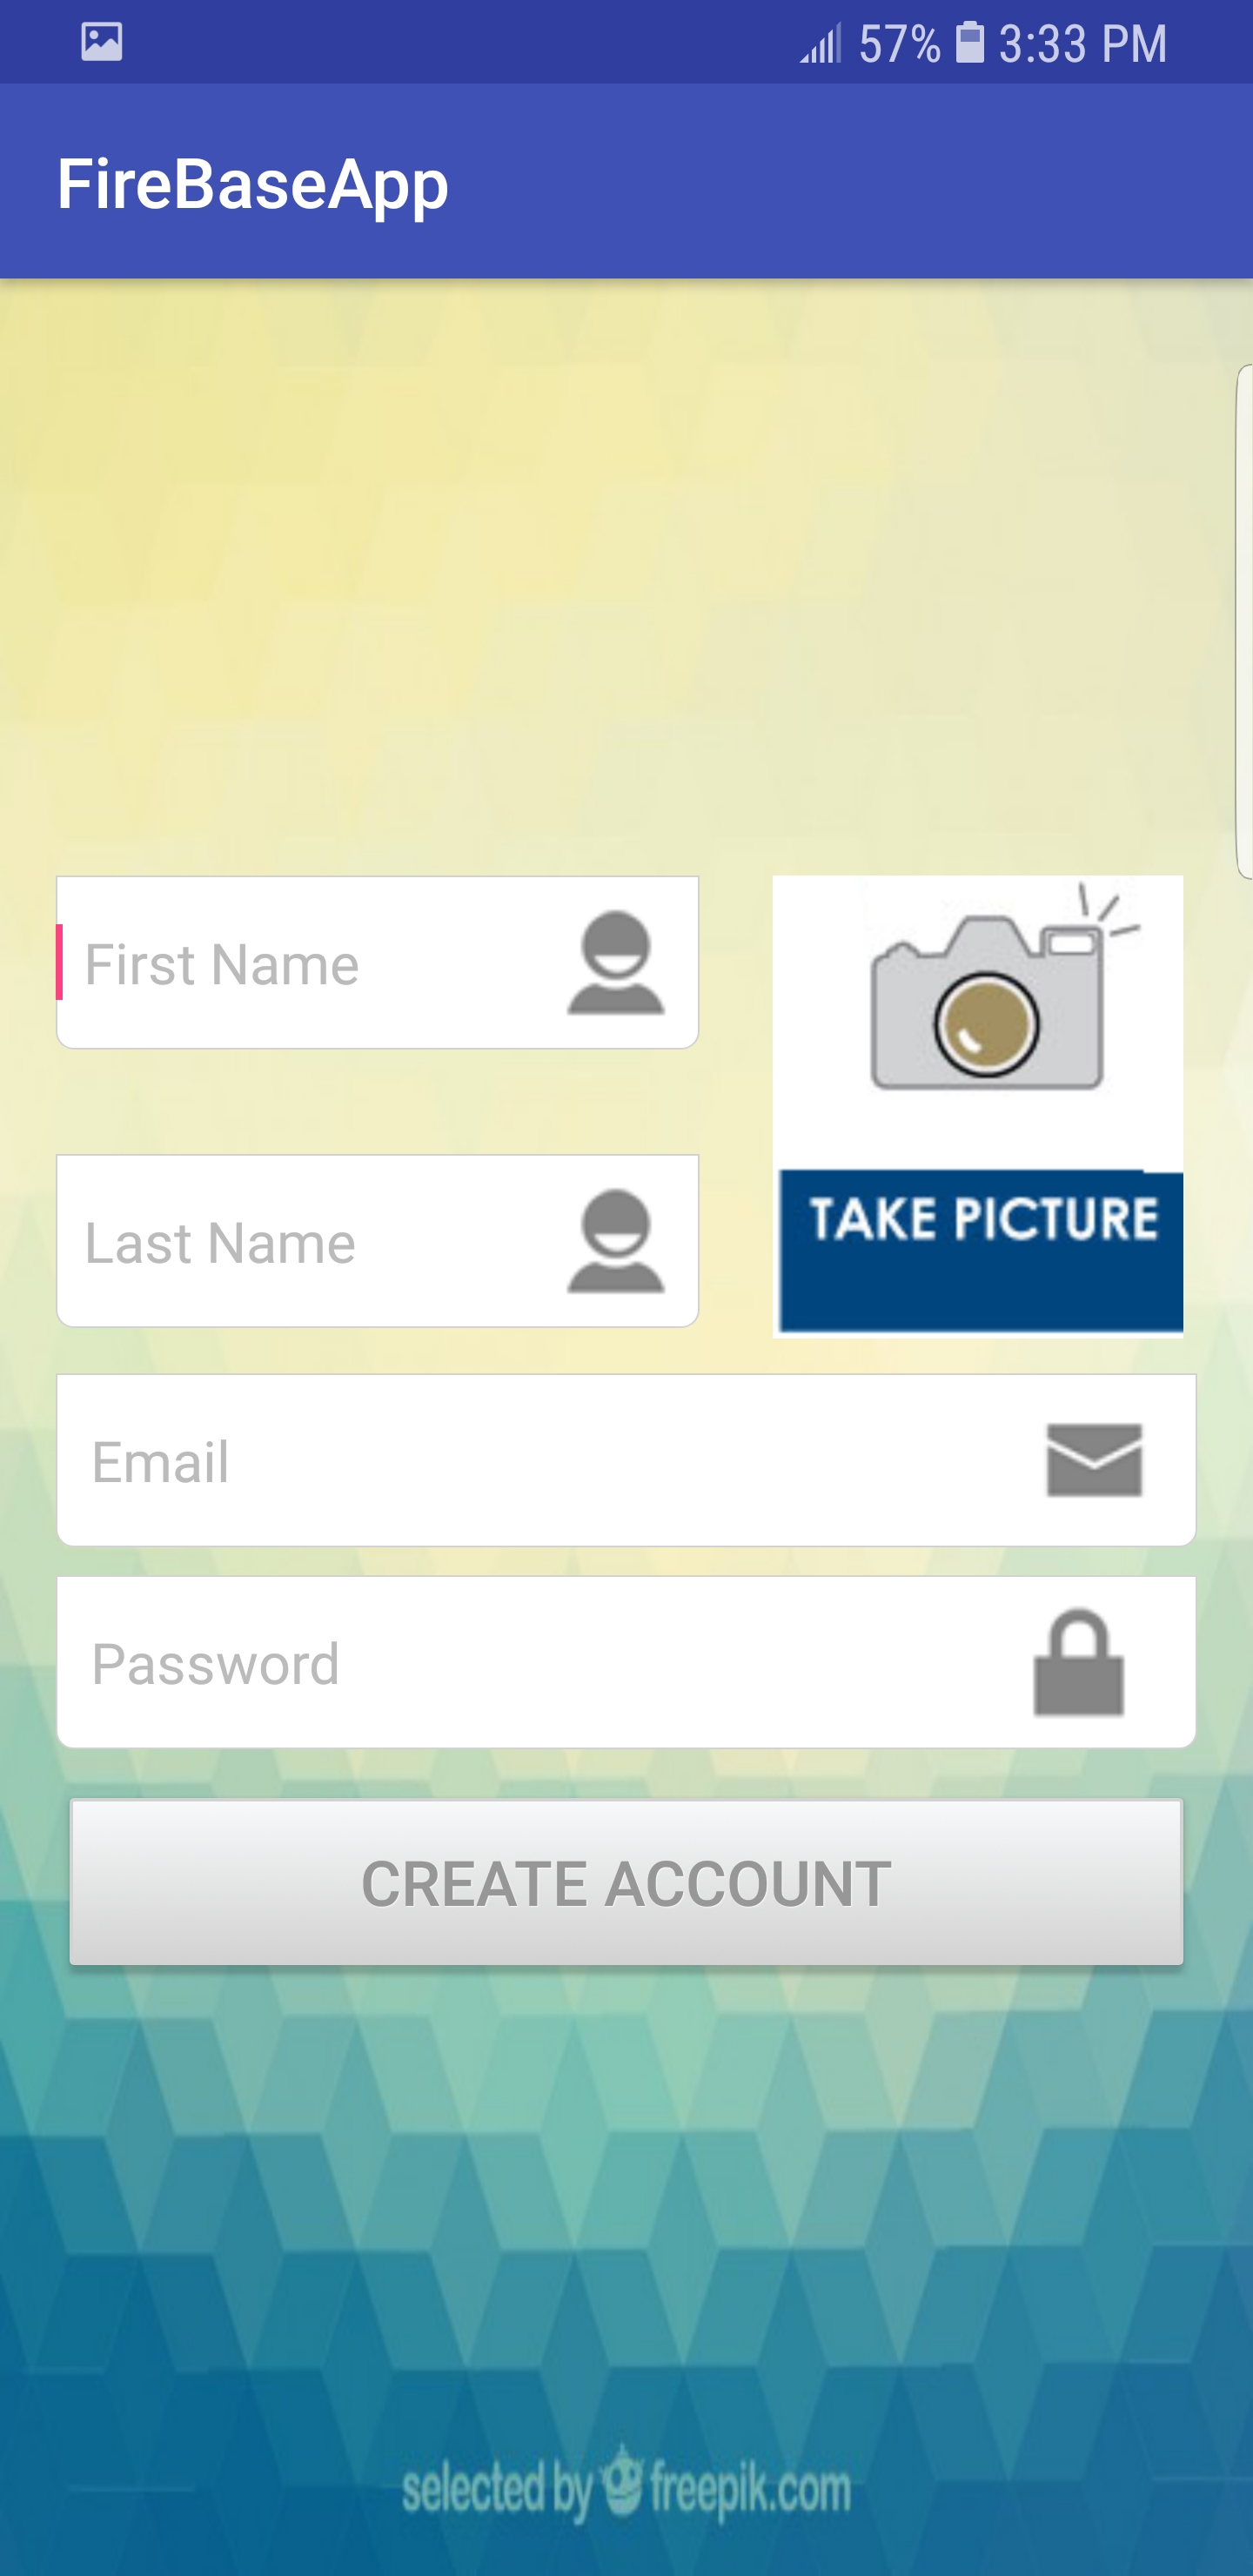 57% 3:33 PM
FireBaseApp
First Name
TAKE PICTURE
Last Name
Email
Password
CREATE ACCOUNT
selected by freepik.com